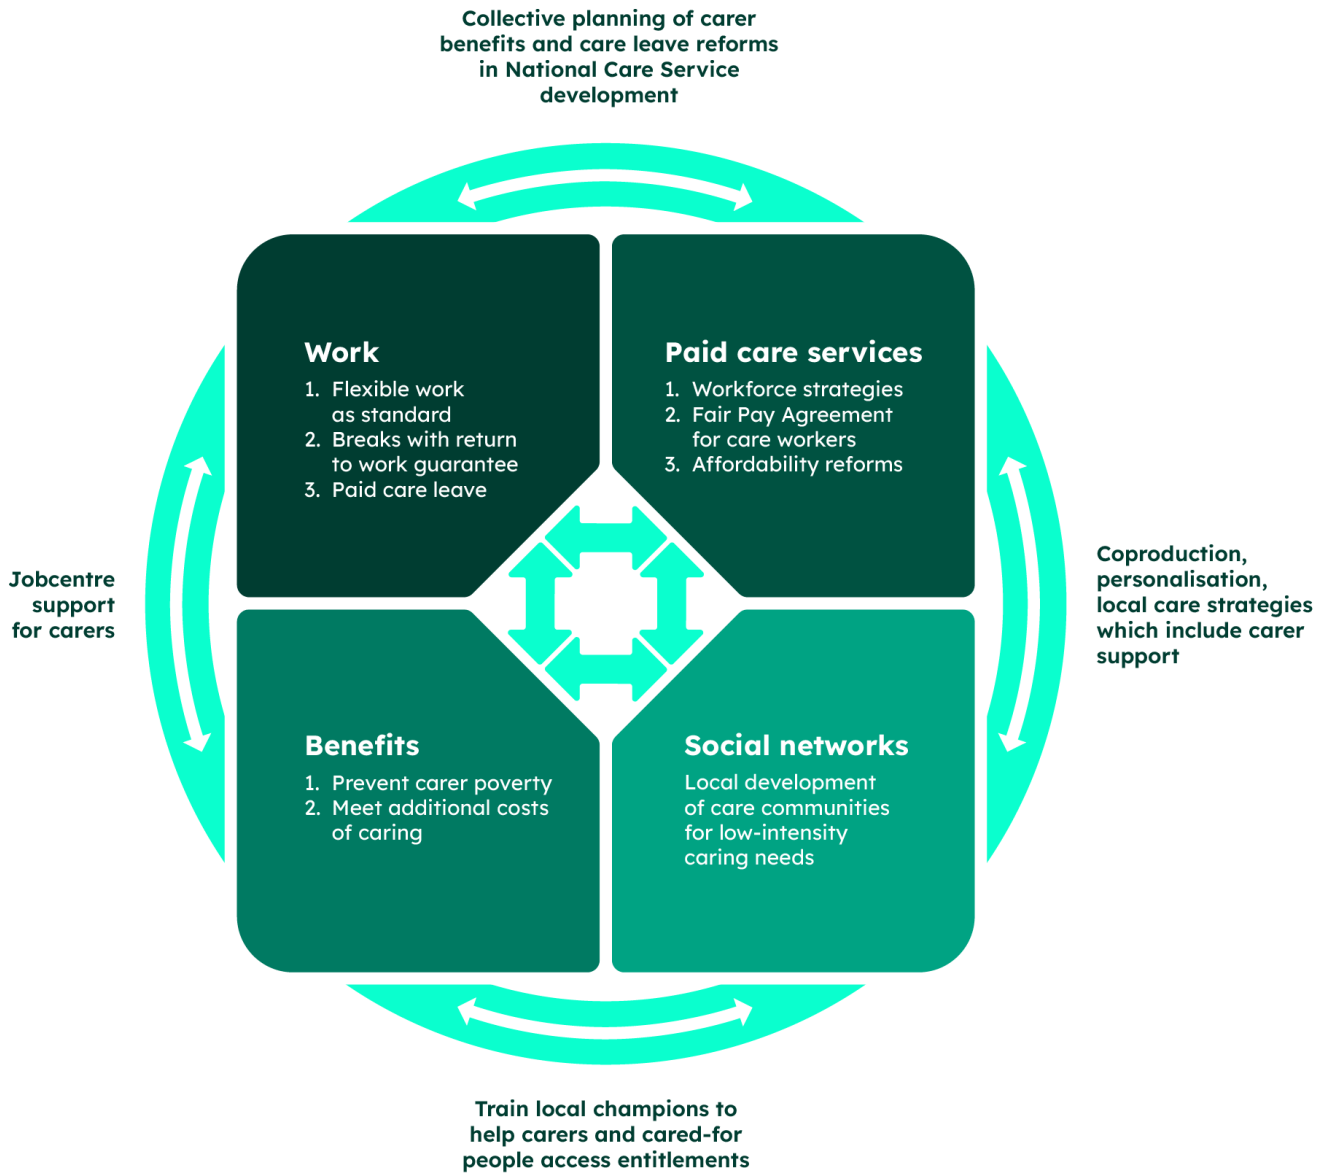 Collective planning of carer
benefits and care leave reforms
in National Care Service
development
Work
1. Flexible work
as standard
2. Breaks with return
to work guarantee
3. Paid care leave
Paid care services
1. Workforce strategies
2. Fair Pay Agreement
for care workers
3. Affordability reforms
Jobcentre
support
for carers
Coproduction,
personalisation,
local care strategies
which include carer
support
Benefits
1. Prevent carer poverty
2. Meet additional costs
of caring
Social networks
Local development
of care communities
for low-intensity
caring needs
Train local champions to
help carers and cared-for
people access entitlements